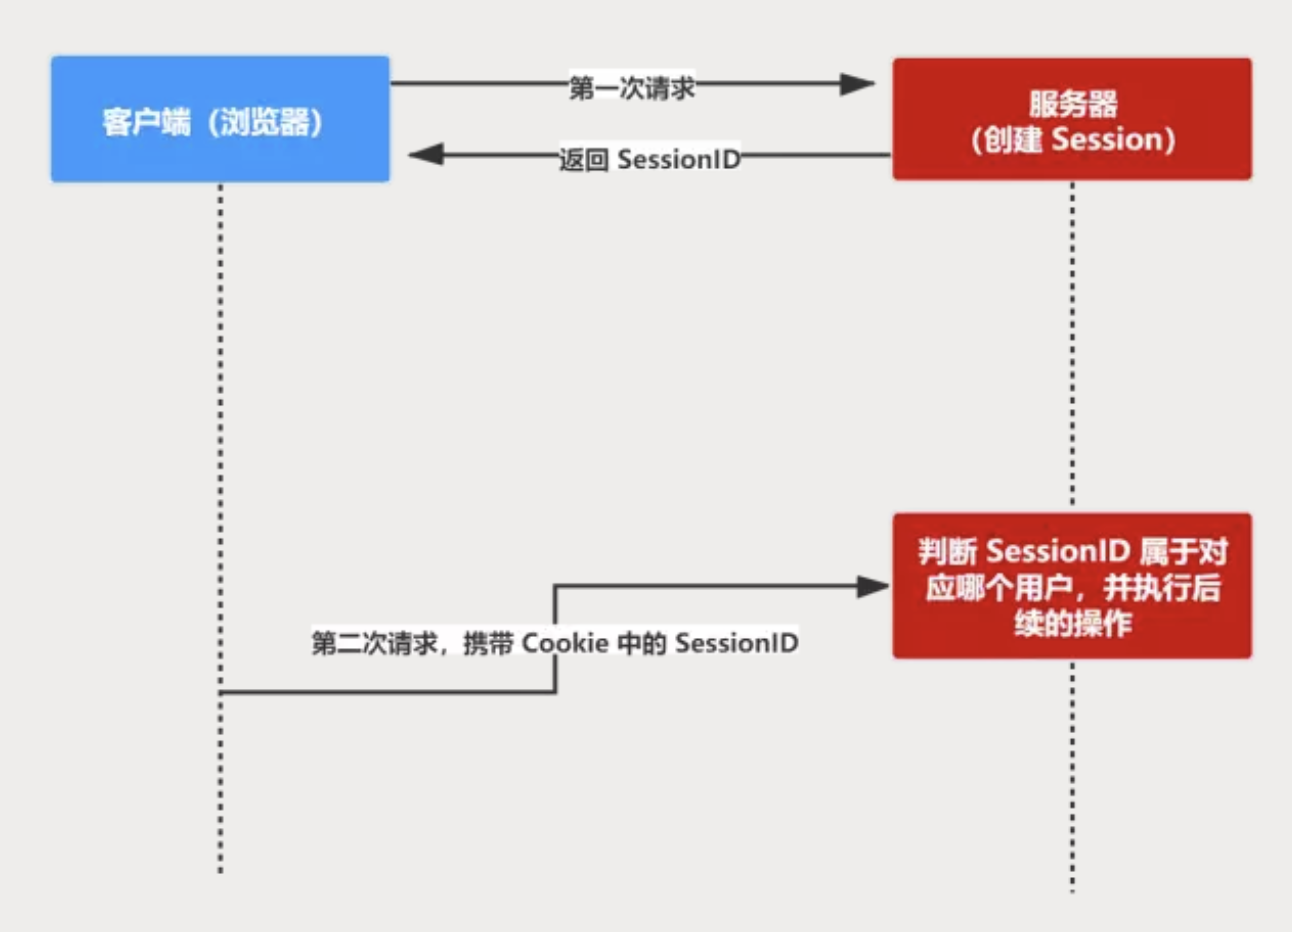 客户端（浏览器）
第一次请求
服务器
（创建 Session）
返回 SessionID
判断 SessionID 属于对
应哪个用户，并执行后
续的操作
第二次请求，携带 Cookie 中的 SessionID